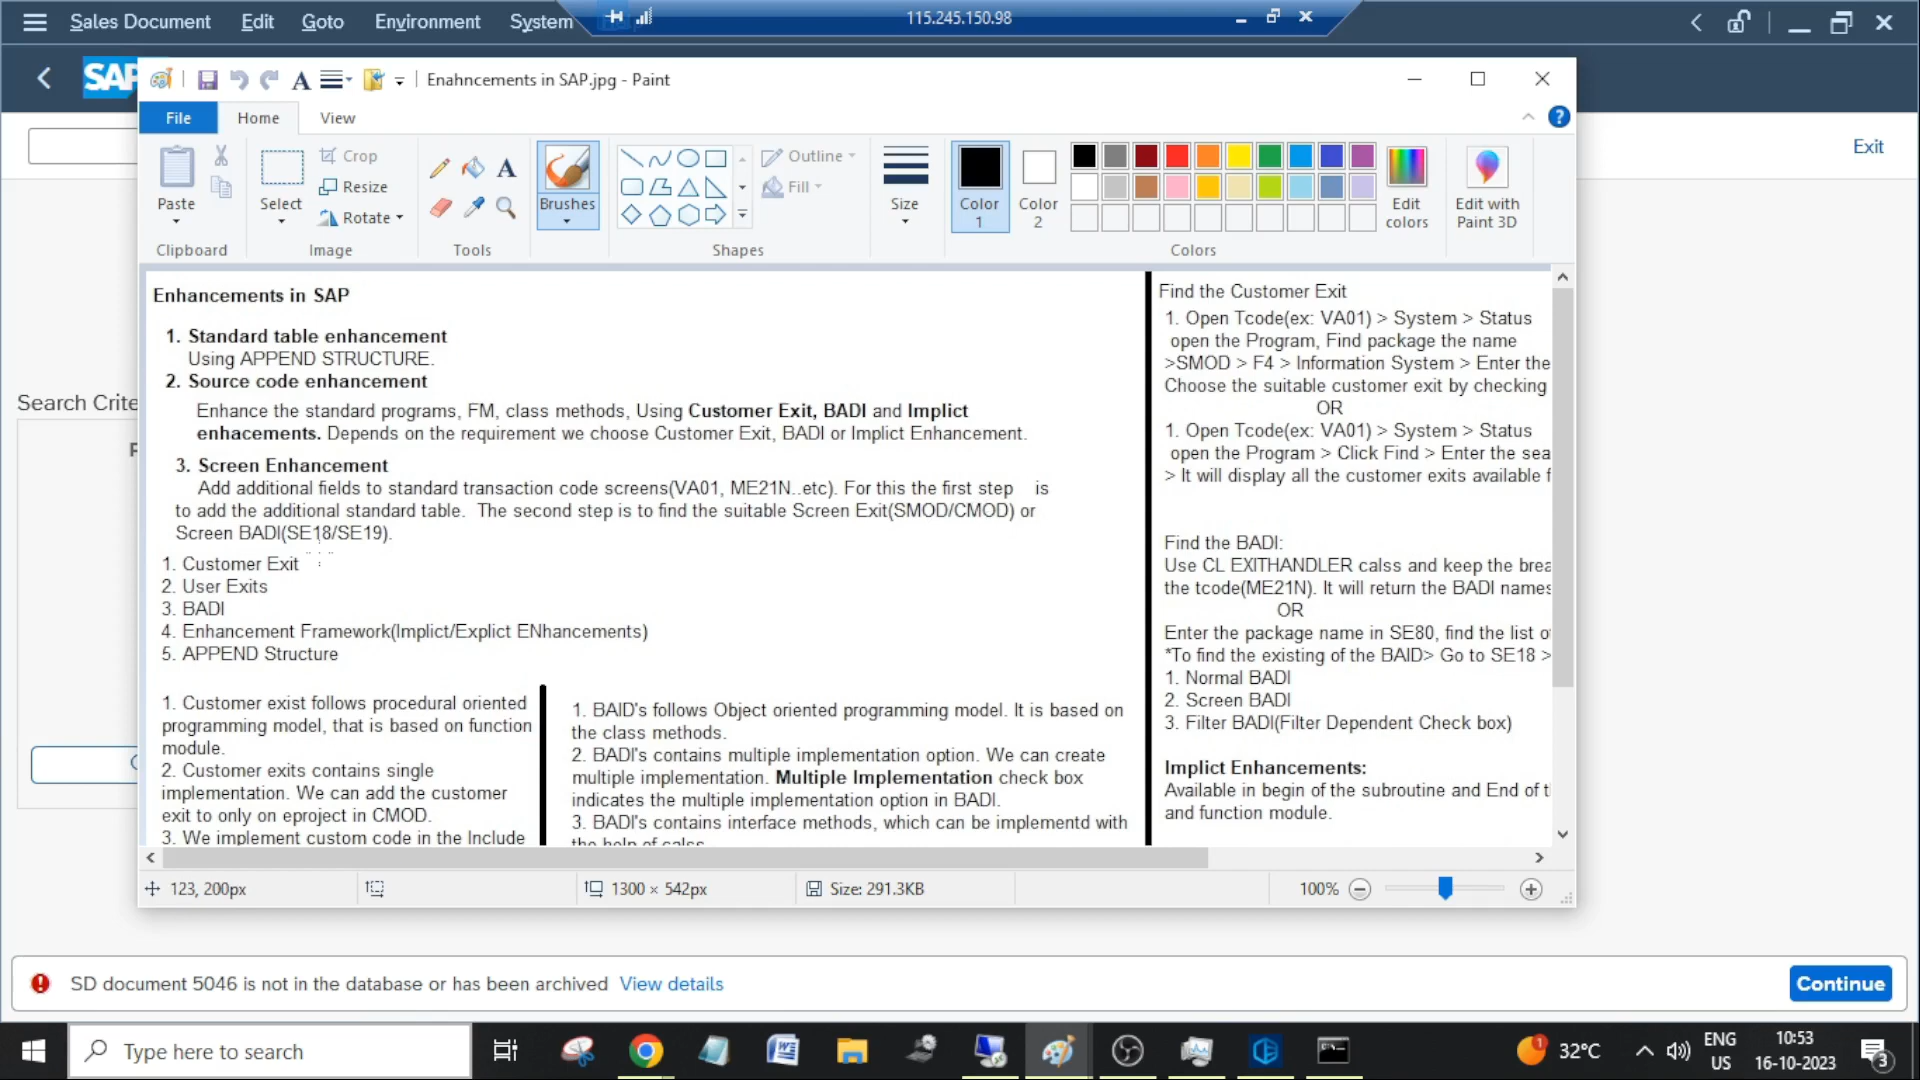 Sales Document Edit Goto Environment System
115.245.150.98
SAP
Enahncements in SAP.jpg - Paint
File Home View
Exit
Paste
Select
Crop
Resize
Rotate
Brushes
Outline
Fill
Size
Color 1
Color 2
Edit colors
Edit with Paint 3D
Clipboard Image Tools Shapes Colors
Enhancements in SAP
1. Standard table enhancement
Using APPEND STRUCTURE.
2. Source code enhancement
Enhance the standard programs, FM, class methods, Using Customer Exit, BADI and Implict
enhacements. Depends on the requirement we choose Customer Exit, BADI or Implict Enhancement.
3. Screen Enhancement
Add additional fields to standard transaction code screens(VA01, ME21N..etc). For this the first step is
to add the additional standard table. The second step is to find the suitable Screen Exit(SMOD/CMOD) or
Screen BADI(SE18/SE19).
1. Customer Exit
2. User Exits
3. BADI
4. Enhancement Framework(Implict/Explict ENhancements)
5. APPEND Structure
1. Customer exist follows procedural oriented
programming model, that is based on function
module.
2. Customer exits contains single
implementation. We can add the customer
exit to only on eproject in CMOD.
3. We implement custom code in the Include
1. BAID's follows Object oriented programming model. It is based on
the class methods.
2. BADI's contains multiple implementation option. We can create
multiple implementation. Multiple Implementation check box
indicates the multiple implementation option in BADI.
3. BADI's contains interface methods, which can be implementd with
the help of calss
Find the Customer Exit
1. Open Tcode(ex: VA01) > System > Status
open the Program, Find package the name
>SMOD > F4 > Information System > Enter the
Choose the suitable customer exit by checking
OR
1. Open Tcode(ex: VA01) > System > Status
open the Program > Click Find > Enter the sea
> It will display all the customer exits available f
Find the BADI:
Use CL EXITHANDLER calss and keep the brea
the tcode(ME21N). It will return the BADI names
OR
Enter the package name in SE80, find the list o
*To find the existing of the BAID> Go to SE18 >
1. Normal BADI
2. Screen BADI
3. Filter BADI(Filter Dependent Check box)
Implict Enhancements:
Available in begin of the subroutine and End of t
and function module.
Search Crite
123, 200px
1300 × 542px
Size: 291.3KB
100%
SD document 5046 is not in the database or has been archived View details
Continue
Type here to search
32°C
ENG
US
10:53
16-10-2023
3